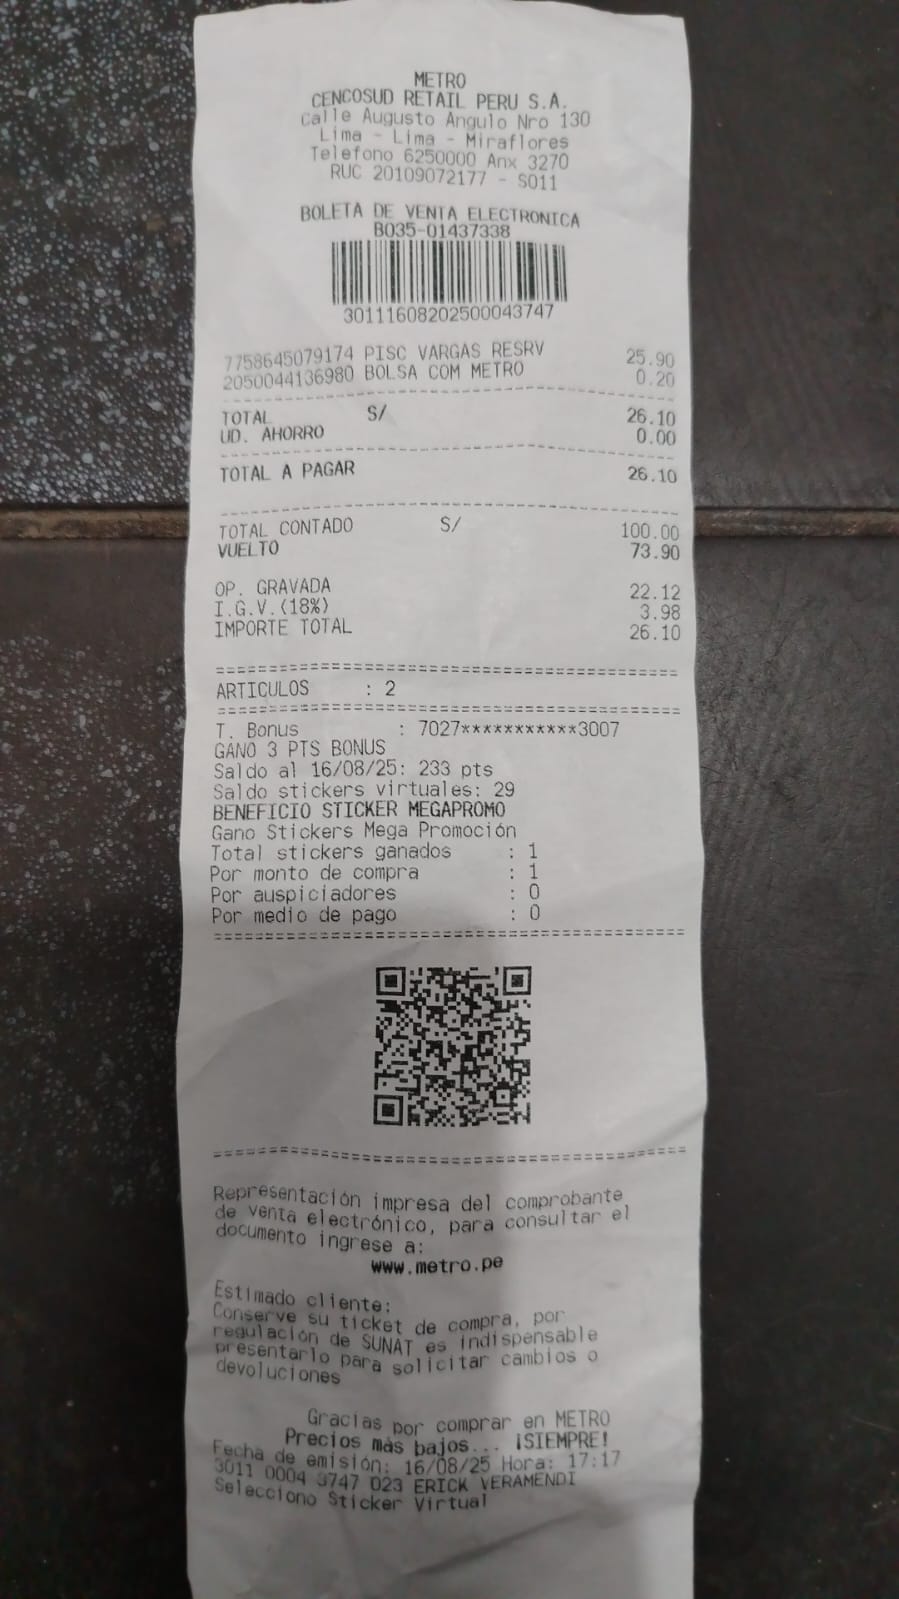 METRO
CENCOSUD RETAIL PERU S.A.
Calle Augusto Angulo Nro 130
Lima - Lima - Miraflores
Telefono 6250000 Anx 3270
RUC 20109072177 - S011
BOLETA DE VENTA ELECTRONICA
B035-01437338
30111608202500043747
7758645079174 PISC VARGAS RESRV 25.90
2050044136980 BOLSA COM METRO 0.20
TOTAL S/ 26.10
UD. AHORRO 0.00
TOTAL A PAGAR 26.10
TOTAL CONTADO S/ 100.00
VUELTO 73.90
OP. GRAVADA 22.12
I.G.V.(18%) 3.98
IMPORTE TOTAL 26.10
ARTICULOS : 2
T. Bonus : 7027***********3007
GANO 3 PTS BONUS
Saldo al 16/08/25: 233 pts
Saldo stickers virtuales: 29
BENEFICIO STICKER MEGAPROMO
Gano Stickers Mega Promoción
Total stickers ganados : 1
Por monto de compra : 1
Por auspiciadores : 0
Por medio de pago : 0
Representación impresa del comprobante
de venta electrónico, para consultar el
documento ingrese a:
www.metro.pe
Estimado cliente:
Conserve su ticket de compra, por
regulación de SUNAT es indispensable
presentarlo para solicitar cambios o
devoluciones
Gracias por comprar en METRO
Precios más bajos... ¡SIEMPRE!
Fecha de emisión: 16/08/25 Hora: 17:17
3011 0004 3747 023 ERICK VERAMENDI
Selecciono Sticker Virtual